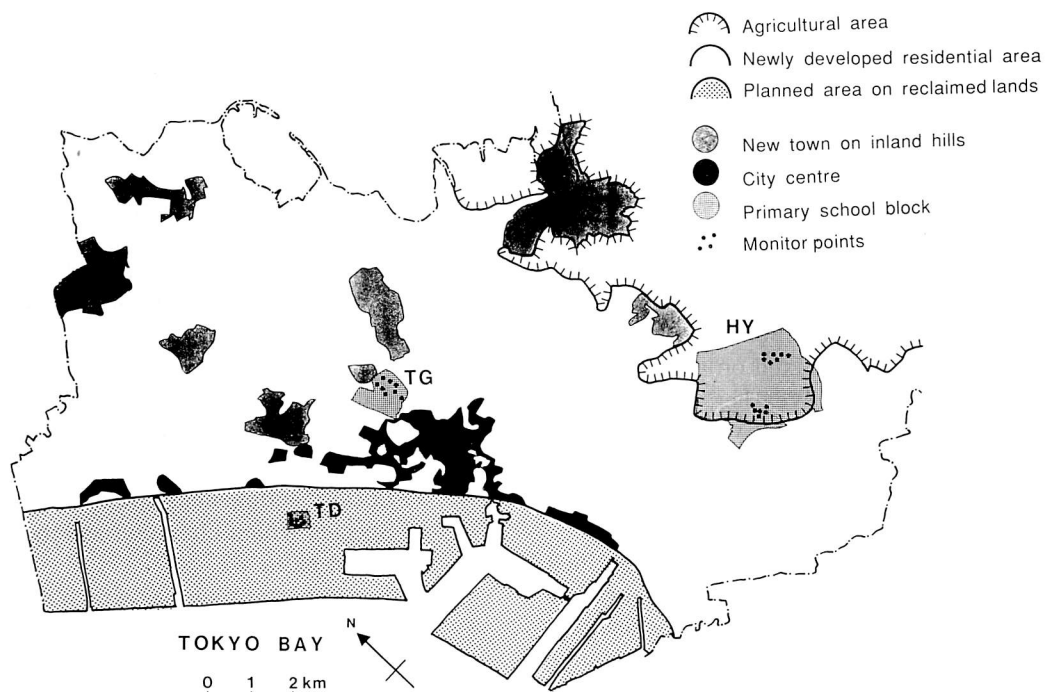 Agricultural area
Newly developed residential area
Planned area on reclaimed lands
New town on inland hills
City centre
Primary school block
Monitor points
HY
TG
TD
N
TOKYO BAY
0 1 2 km